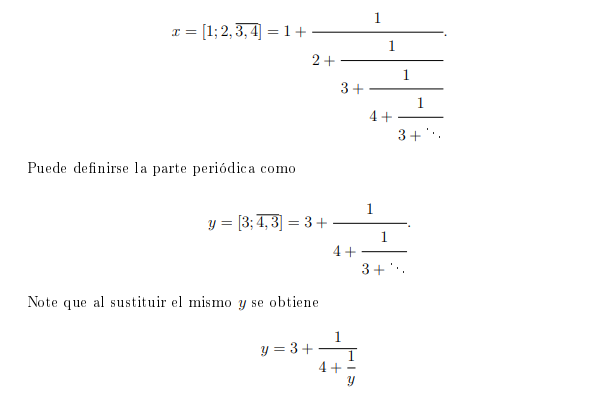 x = [1; 2, \overline{3, 4}] = 1 + \cfrac{1}{2 + \cfrac{1}{3 + \cfrac{1}{4 + \cfrac{1}{3 + \ddots}}}}.
Puede definirse la parte periódica como
y = [3; \overline{4, 3}] = 3 + \cfrac{1}{4 + \cfrac{1}{3 + \ddots}}.
Note que al sustituir el mismo y se obtiene
y = 3 + \cfrac{1}{4 + \cfrac{1}{y}}